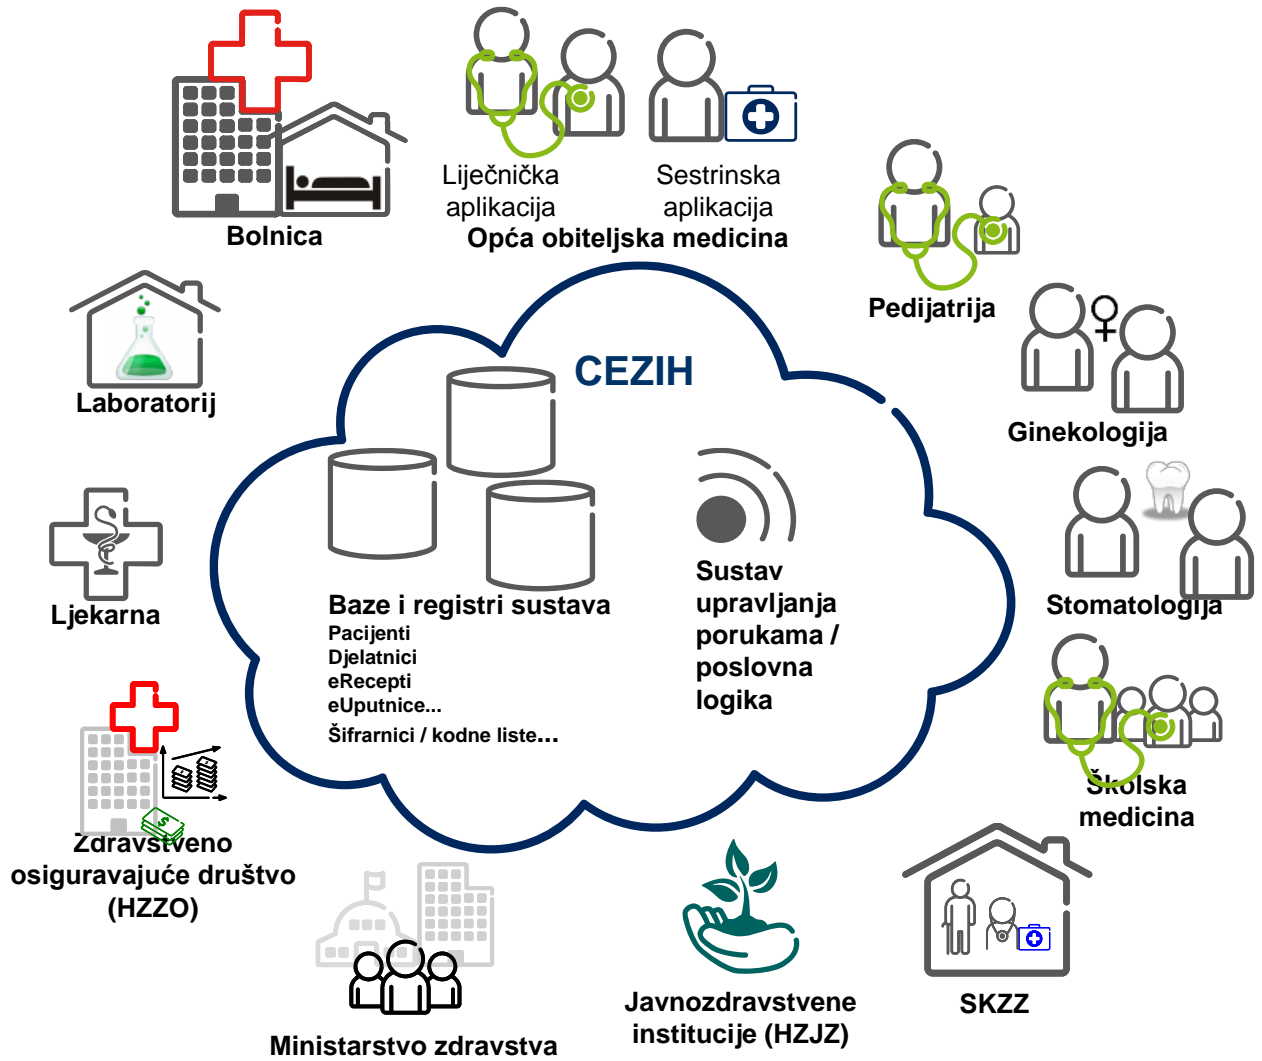 Bolnica
Liječnička
aplikacija
Sestrinska
aplikacija
Opća obiteljska medicina
Pedijatrija
Ginekologija
Stomatologija
Školska
medicina
SKZZ
Javnozdravstvene
institucije (HZJZ)
Ministarstvo zdravstva
Zdravstveno
osiguravajuće društvo
(HZZO)
Ljekarna
Laboratorij
CEZIH
Baze i registri sustava
Pacijenti
Djelatnici
eRecepti
eUputnice...
Šifrarnici / kodne liste...
Sustav
upravljanja
porukama /
poslovna
logika